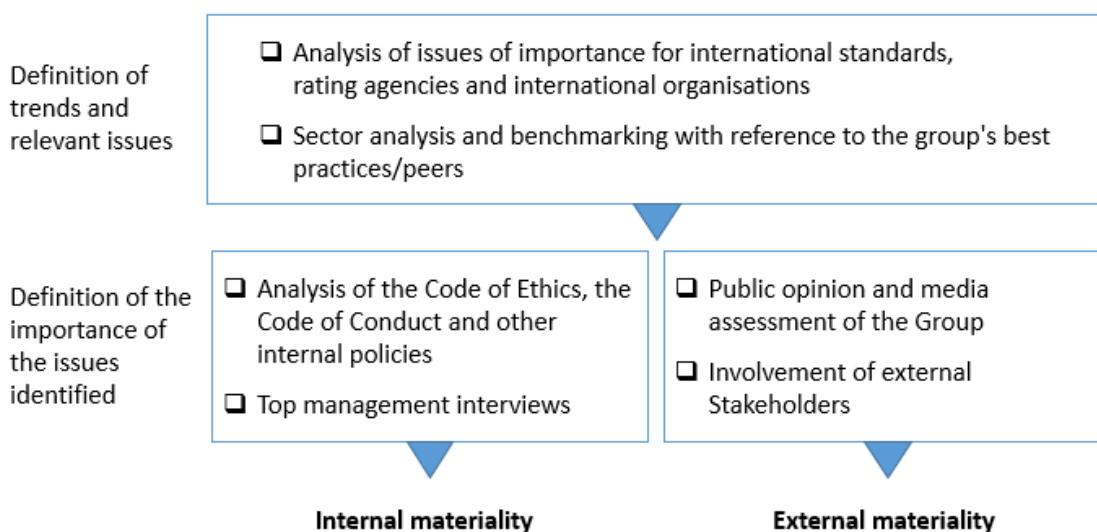 Definition of
trends and
relevant issues
❑ Analysis of issues of importance for international standards,
rating agencies and international organisations
❑ Sector analysis and benchmarking with reference to the group's best
practices/peers
Definition of the
importance of
the issues
identified
❑ Analysis of the Code of Ethics, the
Code of Conduct and other
internal policies
❑ Top management interviews
❑ Public opinion and media
assessment of the Group
❑ Involvement of external
Stakeholders
Internal materiality
External materiality